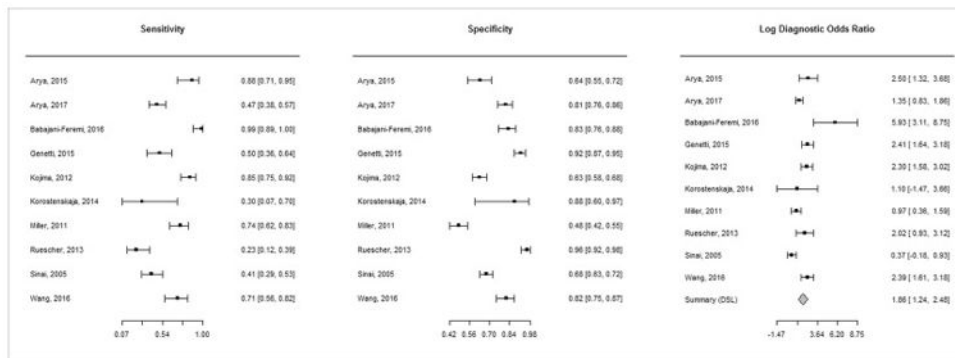 Sensitivity
Arya, 2015 0.88 [0.71, 0.95]
Arya, 2017 0.47 [0.38, 0.57]
Babajani-Feremi, 2016 0.99 [0.89, 1.00]
Genetti, 2015 0.50 [0.36, 0.64]
Kojima, 2012 0.85 [0.75, 0.92]
Korostenskaja, 2014 0.30 [0.07, 0.70]
Miller, 2011 0.74 [0.62, 0.83]
Ruescher, 2013 0.23 [0.12, 0.39]
Sinai, 2005 0.41 [0.29, 0.53]
Wang, 2016 0.71 [0.56, 0.82]
0.07 0.54 1.00
Specificity
Arya, 2015 0.64 [0.55, 0.72]
Arya, 2017 0.81 [0.76, 0.86]
Babajani-Feremi, 2016 0.83 [0.76, 0.88]
Genetti, 2015 0.92 [0.87, 0.95]
Kojima, 2012 0.63 [0.58, 0.68]
Korostenskaja, 2014 0.88 [0.60, 0.97]
Miller, 2011 0.48 [0.42, 0.55]
Ruescher, 2013 0.96 [0.92, 0.98]
Sinai, 2005 0.68 [0.63, 0.72]
Wang, 2016 0.82 [0.75, 0.87]
0.42 0.56 0.70 0.84 0.98
Log Diagnostic Odds Ratio
Arya, 2015 2.50 [ 1.32, 3.68]
Arya, 2017 1.35 [ 0.83, 1.86]
Babajani-Feremi, 2016 5.93 [ 3.11, 8.75]
Genetti, 2015 2.41 [ 1.64, 3.18]
Kojima, 2012 2.30 [ 1.58, 3.02]
Korostenskaja, 2014 1.10 [-1.47, 3.66]
Miller, 2011 0.97 [ 0.36, 1.59]
Ruescher, 2013 2.02 [ 0.93, 3.12]
Sinai, 2005 0.37 [-0.18, 0.93]
Wang, 2016 2.39 [ 1.61, 3.18]
Summary (DSL) 1.86 [ 1.24, 2.48]
-1.47 3.64 6.20 8.75